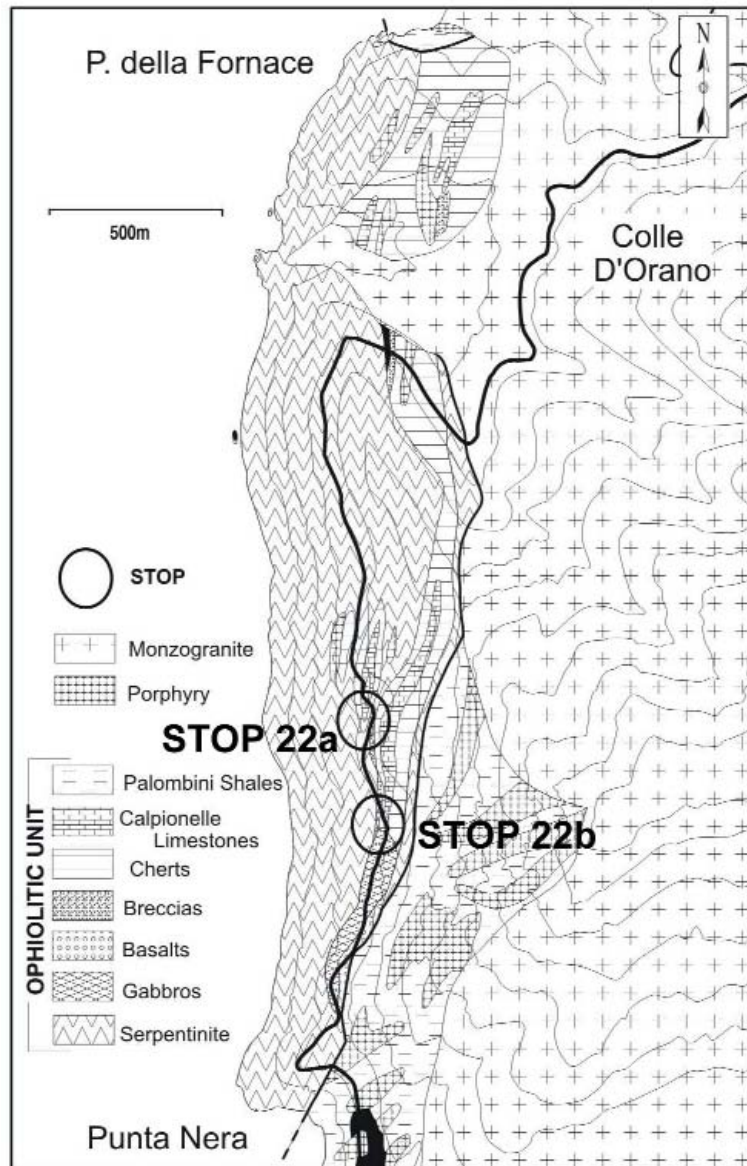 P. della Fornace
N
500m
Colle
D'Orano
STOP
Monzogranite
Porphyry
STOP 22a
STOP 22b
OPHIOLITIC UNIT
Palombini Shales
Calpionelle
Limestones
Cherts
Breccias
Basalts
Gabbros
Serpentinite
Punta Nera